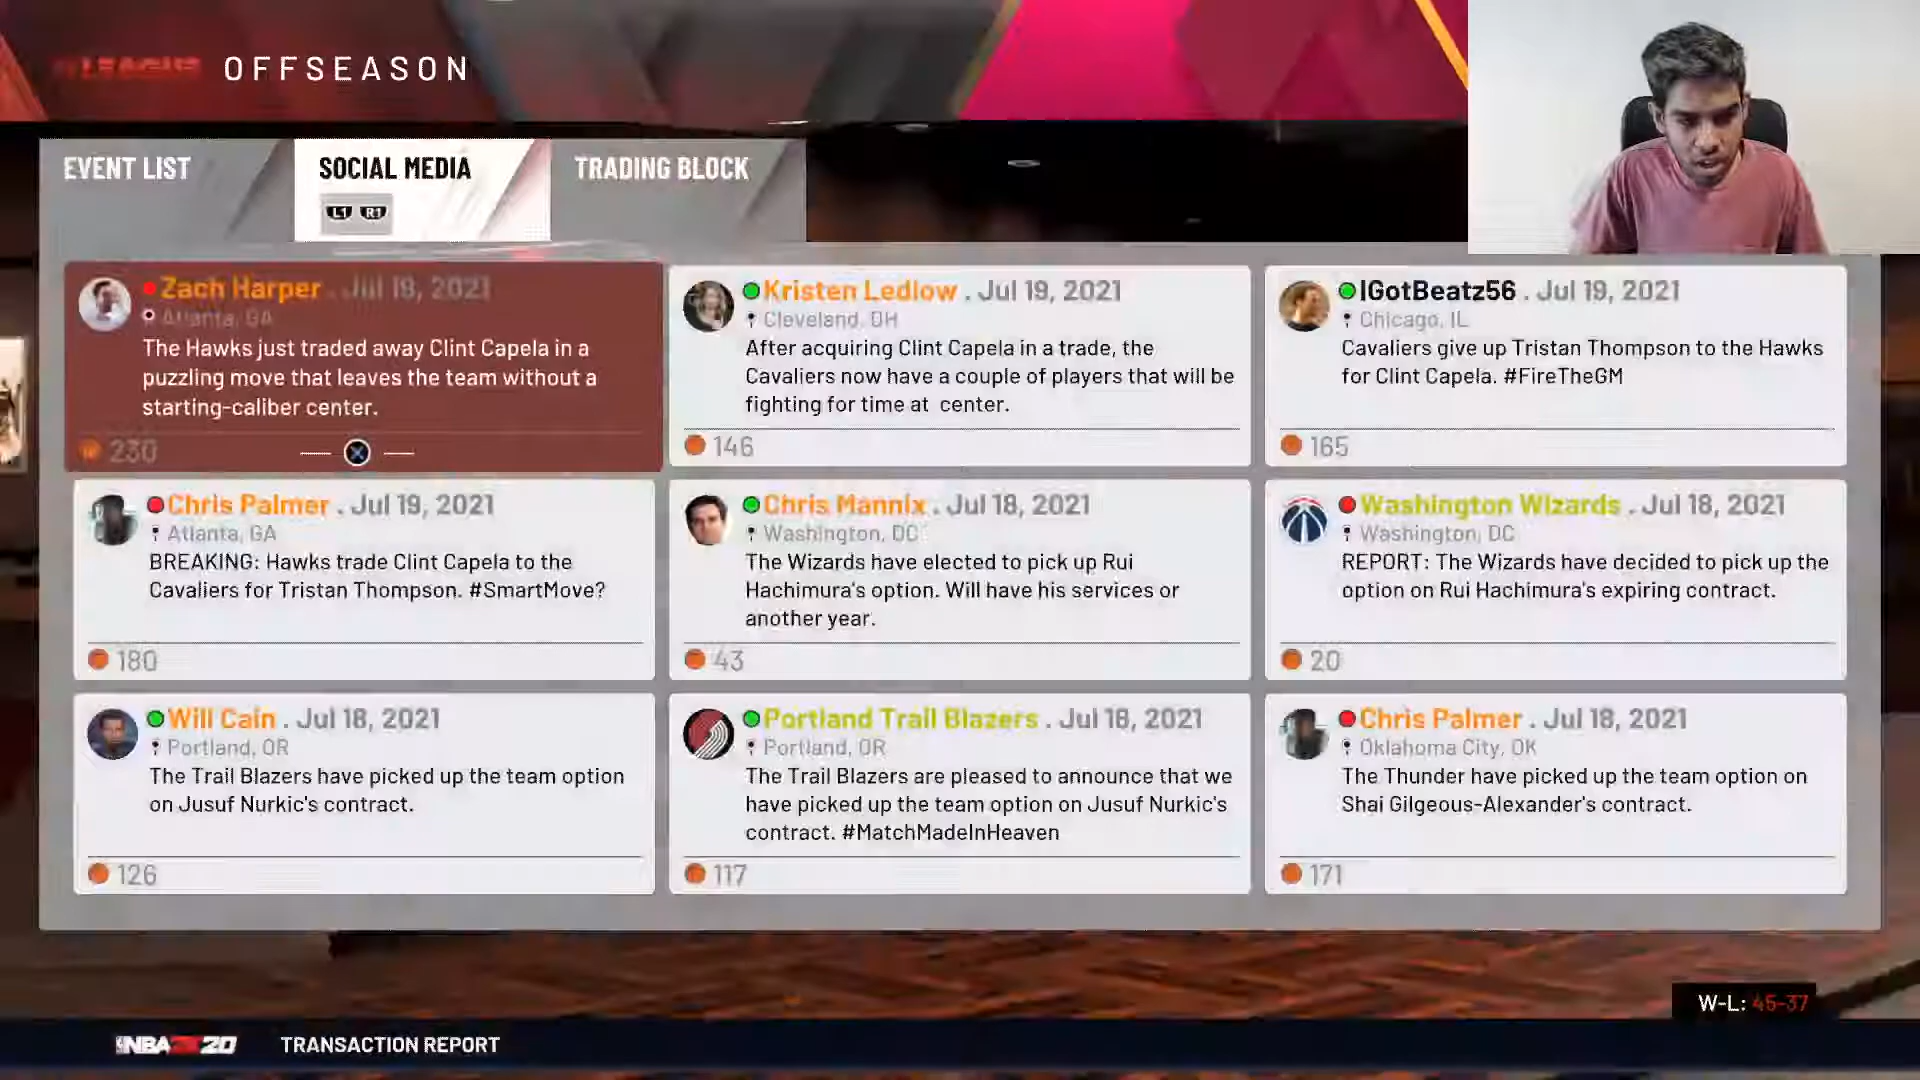 LEAGUE OFFSEASON
EVENT LIST
SOCIAL MEDIA
L1 R1
TRADING BLOCK
Zach Harper . Jul 19, 2021
Atlanta, GA
The Hawks just traded away Clint Capela in a
puzzling move that leaves the team without a
starting-caliber center.
230
Kristen Ledlow . Jul 19, 2021
Cleveland, OH
After acquiring Clint Capela in a trade, the
Cavaliers now have a couple of players that will be
fighting for time at center.
146
IGotBeatz56 . Jul 19, 2021
Chicago, IL
Cavaliers give up Tristan Thompson to the Hawks
for Clint Capela. #FireTheGM
165
Chris Palmer . Jul 19, 2021
Atlanta, GA
BREAKING: Hawks trade Clint Capela to the
Cavaliers for Tristan Thompson. #SmartMove?
180
Chris Mannix . Jul 18, 2021
Washington, DC
The Wizards have elected to pick up Rui
Hachimura's option. Will have his services or
another year.
43
Washington Wizards . Jul 18, 2021
Washington, DC
REPORT: The Wizards have decided to pick up the
option on Rui Hachimura's expiring contract.
20
Will Cain . Jul 18, 2021
Portland, OR
The Trail Blazers have picked up the team option
on Jusuf Nurkic's contract.
126
Portland Trail Blazers . Jul 18, 2021
Portland, OR
The Trail Blazers are pleased to announce that we
have picked up the team option on Jusuf Nurkic's
contract. #MatchMadeInHeaven
117
Chris Palmer . Jul 18, 2021
Oklahoma City, OK
The Thunder have picked up the team option on
Shai Gilgeous-Alexander's contract.
171
W-L: 45-37
NBA 2K20 TRANSACTION REPORT